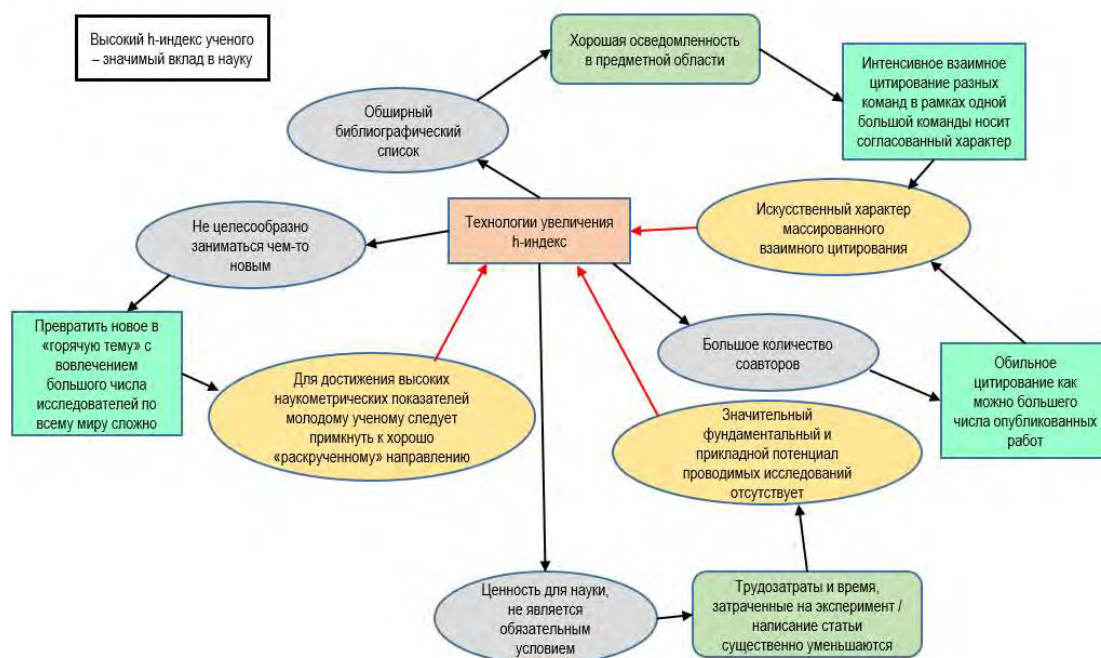 Высокий h-индекс ученого
– значимый вклад в науку
Хорошая осведомленность
в предметной области
Интенсивное взаимное
цитирование разных
команд в рамках одной
большой команды носит
согласованный характер
Обширный
библиографический
список
Технологии увеличения
h-индекс
Искусственный характер
массированного
взаимного цитирования
Не целесообразно
заниматься чем-то
новым
Превратить новое в
«горячую тему» с
вовлечением
большого числа
исследователей по
всему миру сложно
Для достижения высоких
наукометрических показателей
молодому ученому следует
примкнуть к хорошо
«раскрученному» направлению
Большое количество
соавторов
Обильное
цитирование как
можно большего
числа опубликованных
работ
Значительный
фундаментальный и
прикладной потенциал
проводимых исследований
отсутствует
Ценность для науки,
не является
обязательным
условием
Трудозатраты и время,
затраченные на эксперимент /
написание статьи
существенно уменьшаются